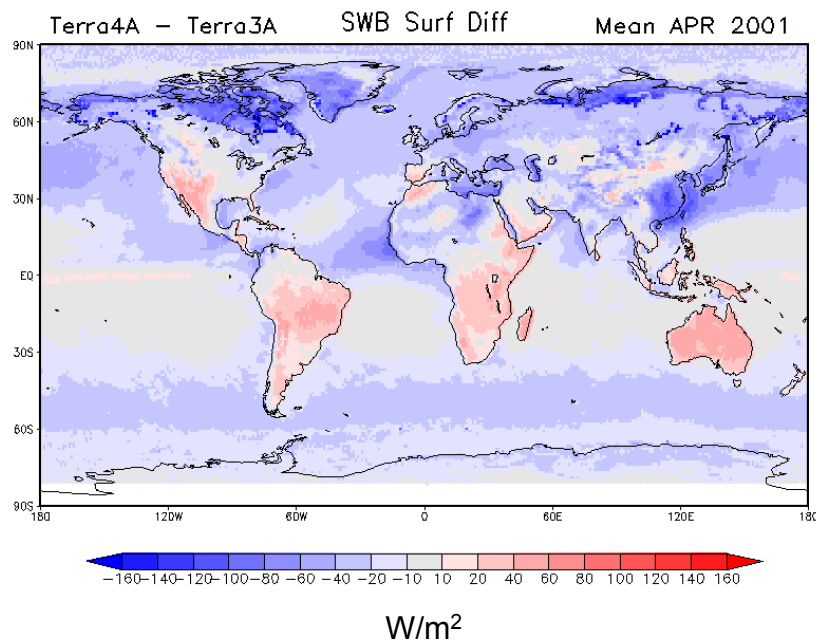 Terra4A − Terra3A SWB Surf Diff Mean APR 2001
90N
60N
30N
EQ
30S
60S
90S
180 120W 60W 0 60E 120E 180
-160 -140 -120 -80 -60 -40 -20 -10 10 20 40 60 80 100 120 160
W/m²